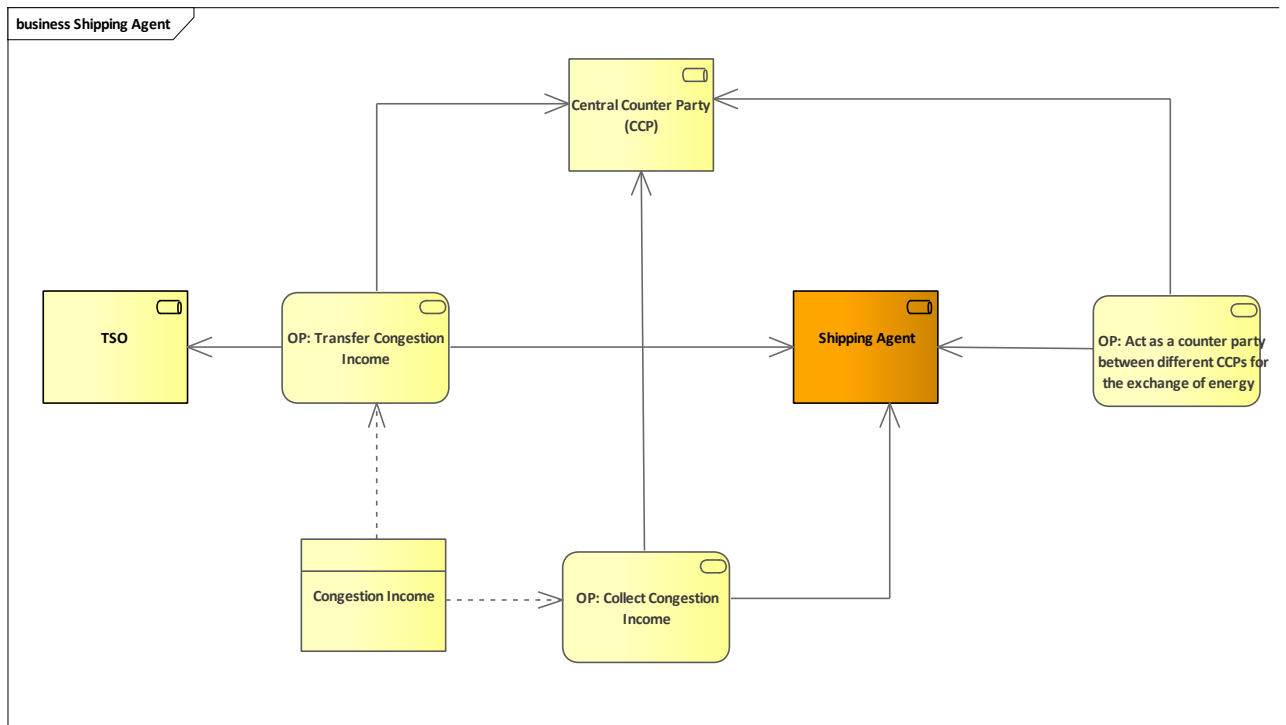 business Shipping Agent
Central Counter Party
(CCP)
TSO
OP: Transfer Congestion
Income
Shipping Agent
OP: Act as a counter party
between different CCPs for
the exchange of energy
Congestion Income
OP: Collect Congestion
Income